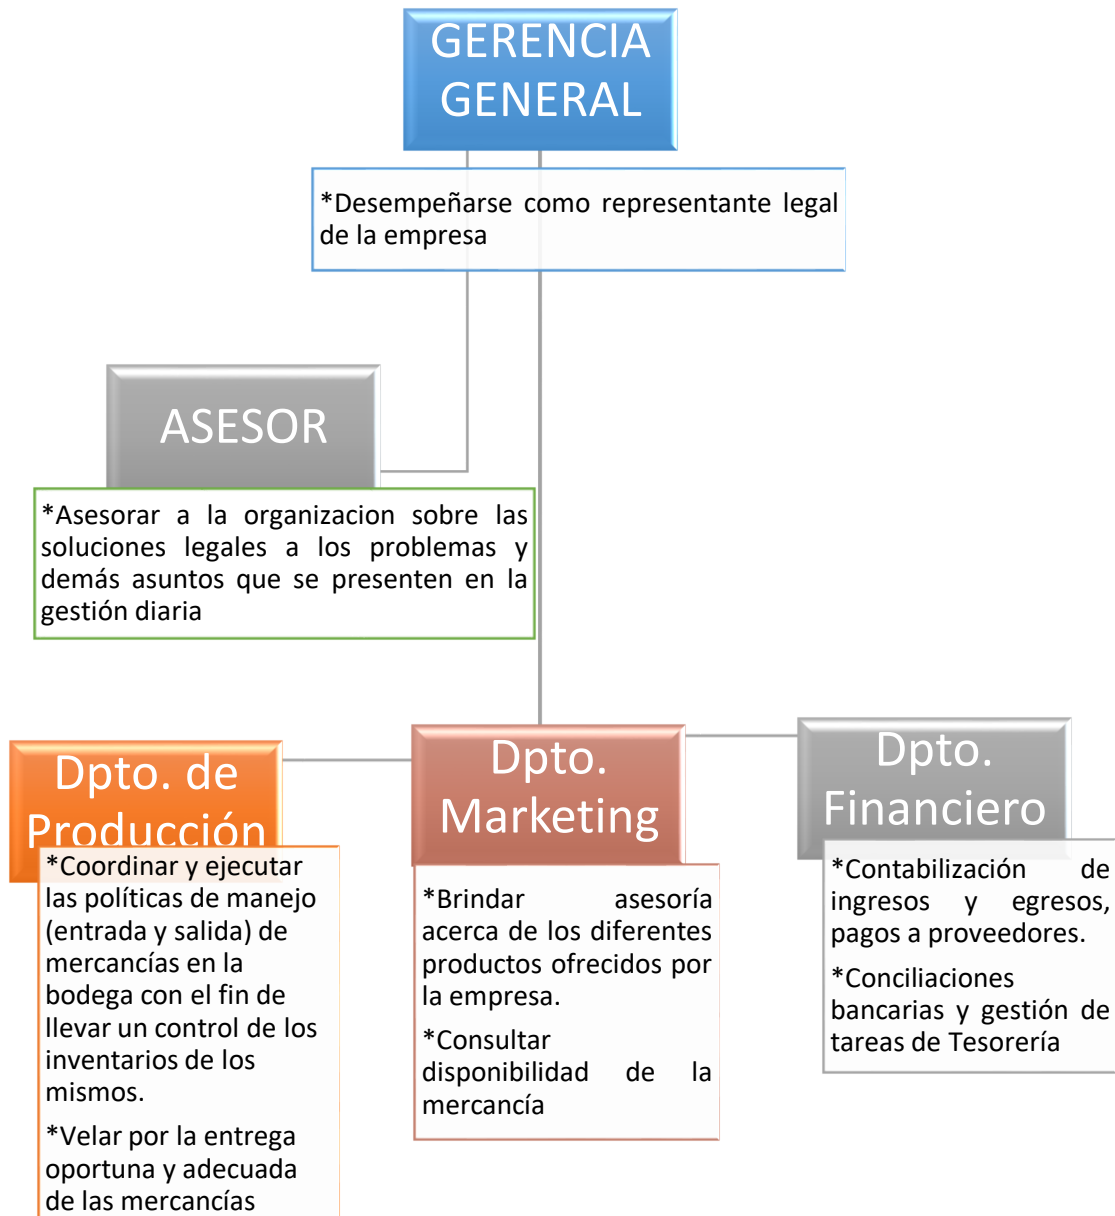 GERENCIA
GENERAL
*Desempeñarse como representante legal
de la empresa
ASESOR
*Asesorar a la organizacion sobre las
soluciones legales a los problemas y
demás asuntos que se presenten en la
gestión diaria
Dpto. de
Producción
*Coordinar y ejecutar
las políticas de manejo
(entrada y salida) de
mercancías en la
bodega con el fin de
llevar un control de los
inventarios de los
mismos.
*Velar por la entrega
oportuna y adecuada
de las mercancías
Dpto.
Marketing
*Brindar asesoría
acerca de los diferentes
productos ofrecidos por
la empresa.
*Consultar
disponibilidad de la
mercancía
Dpto.
Financiero
*Contabilización de
ingresos y egresos,
pagos a proveedores.
*Conciliaciones
bancarias y gestión de
tareas de Tesorería